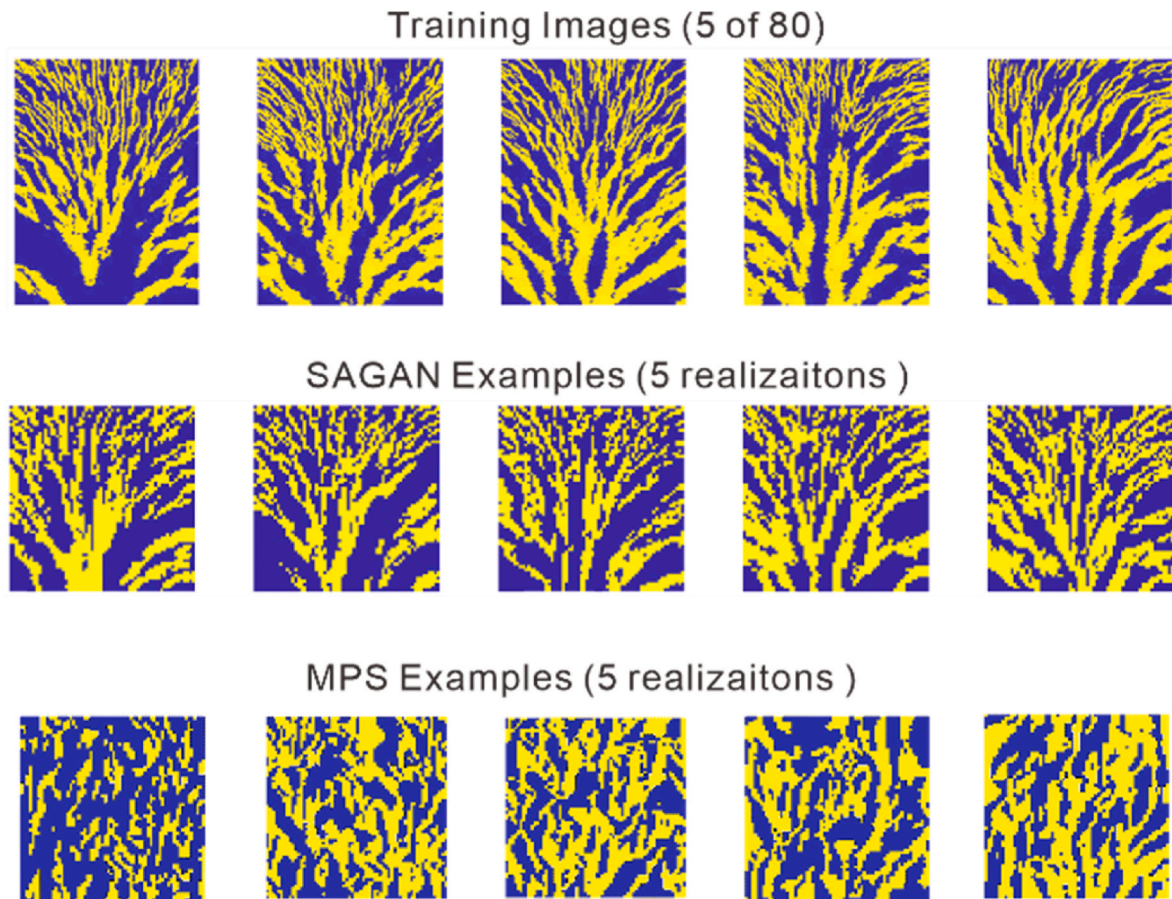 Training Images (5 of 80)
SAGAN Examples (5 realizaitons )
MPS Examples (5 realizaitons )